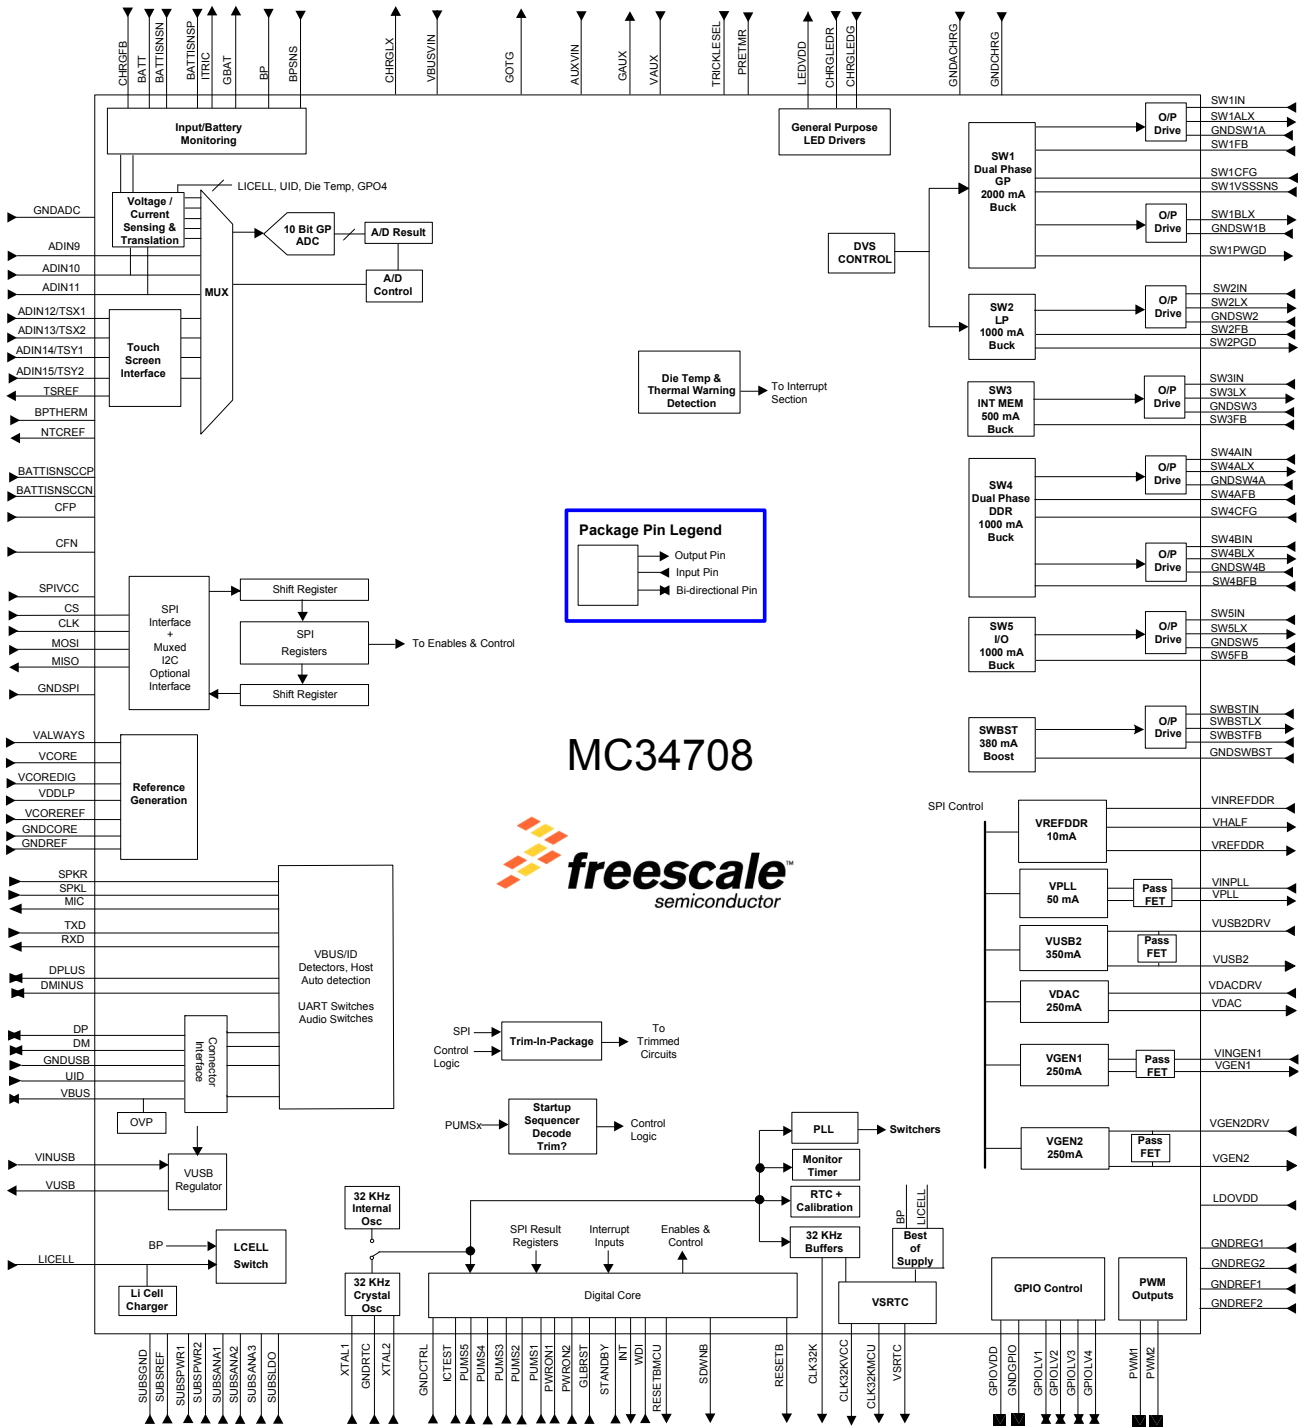 CHRGFB
BATT
BATTISNSN
BATTISNSP
ITRIC
GBAT
BP
BPSNS
CHRGLX
VBUSVIN
GOTG
AUXVIN
GAUX
VAUX
TRICKLESEL
PRETMR
LEDVDD
CHRGLEDR
CHRGLEDG
GNDACHRG
GNDCHRG
Input/Battery
Monitoring
General Purpose
LED Drivers
LICELL, UID, Die Temp, GPO4
Voltage /
Current
Sensing &
Translation
MUX
10 Bit GP
ADC
A/D Result
A/D
Control
Touch
Screen
Interface
GNDADC
ADIN9
ADIN10
ADIN11
ADIN12/TSX1
ADIN13/TSX2
ADIN14/TSY1
ADIN15/TSY2
TSREF
BPTHERM
NTCREF
BATTISNSCCP
BATTISNSCCN
CFP
CFN
SPIVCC
CS
CLK
MOSI
MISO
GNDSPI
SPI
Interface
+
Muxed
I2C
Optional
Interface
Shift Register
SPI
Registers
Shift Register
To Enables & Control
VALWAYS
VCORE
VCOREDIG
VDDLP
VCOREREF
GNDCORE
GNDREF
Reference
Generation
SPKR
SPKL
MIC
TXD
RXD
DPLUS
DMINUS
DP
DM
GNDUSB
UID
VBUS
VBUS/ID
Detectors, Host
Auto detection
UART Switches
Audio Switches
Connector
Interface
OVP
VINUSB
VUSB
VUSB
Regulator
LICELL
BP
LCELL
Switch
Li Cell
Charger
Die Temp &
Thermal Warning
Detection
To Interrupt
Section
Package Pin Legend
Output Pin
Input Pin
Bi-directional Pin
MC34708
freescale™
semiconductor
SPI
Control
Logic
Trim-In-Package
To
Trimmed
Circuits
PUMSx
Startup
Sequencer
Decode
Trim?
Control
Logic
PLL
Switchers
Monitor
Timer
RTC +
Calibration
32 KHz
Buffers
32 KHz
Internal
Osc
32 KHz
Crystal
Osc
SPI Result
Registers
Interrupt
Inputs
Enables &
Control
Digital Core
BP
LICELL
Best
of
Supply
VSRTC
GPIO Control
PWM
Outputs
DVS
CONTROL
SW1
Dual Phase
GP
2000 mA
Buck
O/P
Drive
O/P
Drive
SW1IN
SW1ALX
GNDSW1A
SW1FB
SW1CFG
SW1VSSSNS
SW1BLX
GNDSW1B
SW1PWGD
SW2
LP
1000 mA
Buck
O/P
Drive
SW2IN
SW2LX
GNDSW2
SW2FB
SW2PGD
SW3
INT MEM
500 mA
Buck
O/P
Drive
SW3IN
SW3LX
GNDSW3
SW3FB
SW4
Dual Phase
DDR
1000 mA
Buck
O/P
Drive
O/P
Drive
SW4AIN
SW4ALX
GNDSW4A
SW4AFB
SW4CFG
SW4BIN
SW4BLX
GNDSW4B
SW4BFB
SW5
I/O
1000 mA
Buck
O/P
Drive
SW5IN
SW5LX
GNDSW5
SW5FB
SWBST
380 mA
Boost
O/P
Drive
SWBSTIN
SWBSTLX
SWBSTFB
GNDSWBST
SPI Control
VREFDDR
10mA
VINREFDDR
VHALF
VREFDDR
VPLL
50 mA
Pass
FET
VINPLL
VPLL
VUSB2
350mA
Pass
FET
VUSB2DRV
VUSB2
VDAC
250mA
VDACDRV
VDAC
VGEN1
250mA
Pass
FET
VINGEN1
VGEN1
VGEN2
250mA
Pass
FET
VGEN2DRV
VGEN2
LDOVDD
GNDREG1
GNDREG2
GNDREF1
GNDREF2
SUBSGND
SUBSREF
SUBSPWR1
SUBSPWR2
SUBSANA1
SUBSANA2
SUBSANA3
SUBSLDO
XTAL1
GNDRTC
XTAL2
GNDCTRL
ICTEST
PUMS5
PUMS4
PUMS3
PUMS2
PUMS1
PWRON1
PWRON2
GLBRST
STANDBY
INT
WDI
RESETBMCU
SDWNB
RESETB
CLK32K
CLK32KVCC
CLK32KMCU
VSRTC
GPIOVDD
GNDGPIO
GPIOLV1
GPIOLV2
GPIOLV3
GPIOLV4
PWM1
PWM2